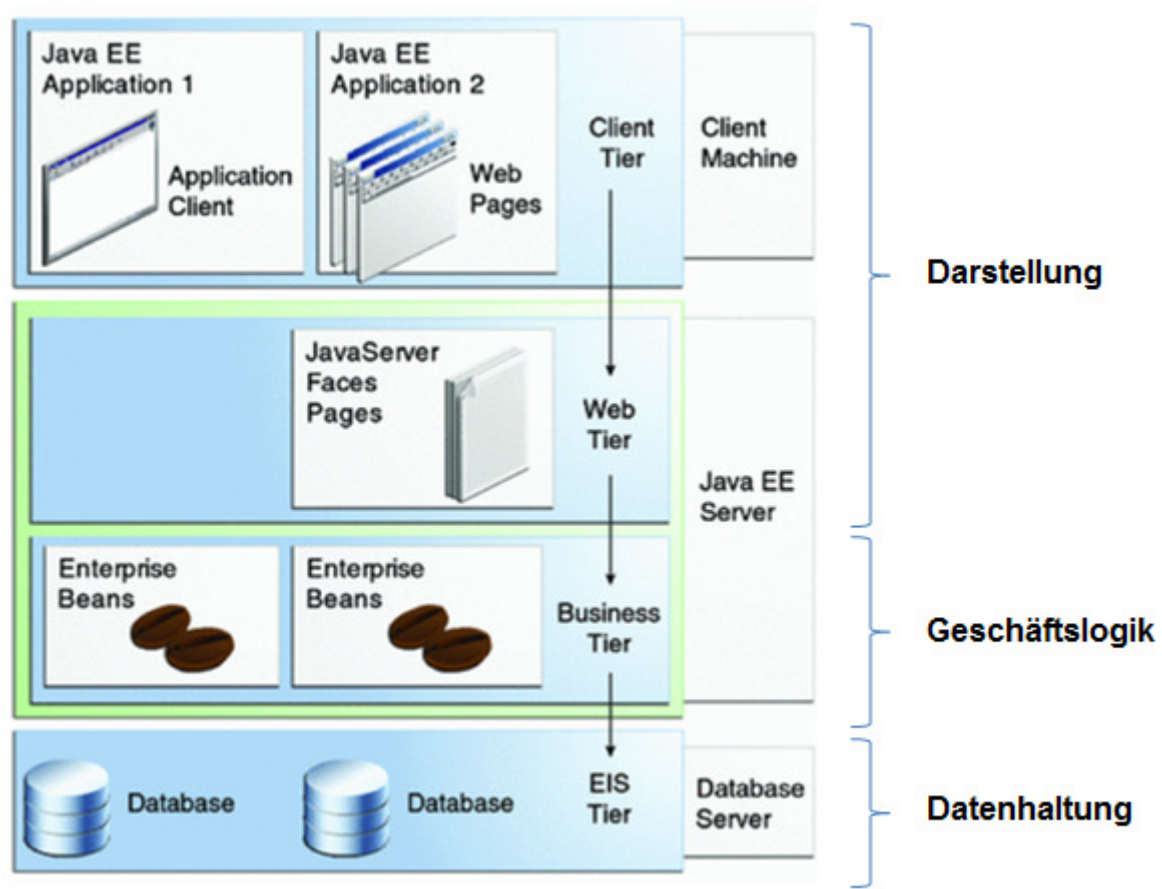 Java EE
Application 1
Application
Client
Java EE
Application 2
Web
Pages
Client
Tier
Client
Machine
Darstellung
JavaServer
Faces
Pages
Web
Tier
Java EE
Server
Enterprise
Beans
Enterprise
Beans
Business
Tier
Geschäftslogik
Database
Database
EIS
Tier
Database
Server
Datenhaltung